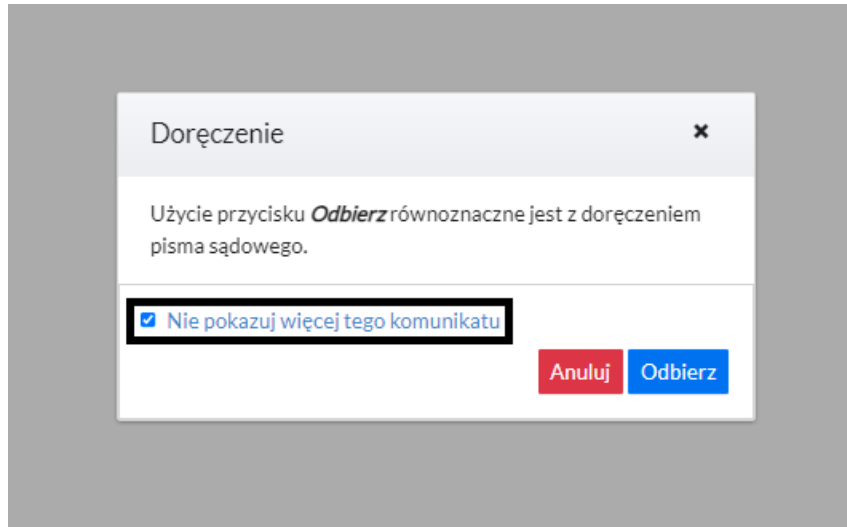 Doręczenie
Użycie przycisku Odbierz równoznaczne jest z doręczeniem
pisma sądowego.
Nie pokazuj więcej tego komunikatu
Anuluj Odbierz